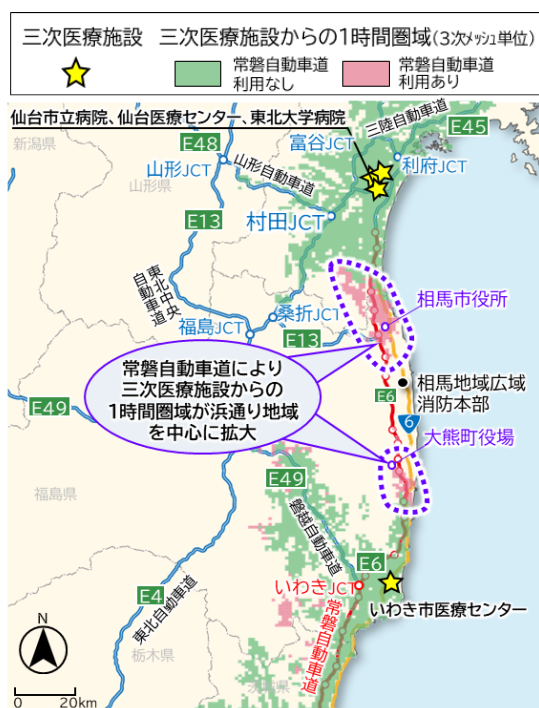 三次医療施設 三次医療施設からの1時間圏域(3次メッシュ単位)
常磐自動車道
利用なし
常磐自動車道
利用あり
仙台市立病院、仙台医療センター、東北大学病院
新潟県
山形県
E48
富谷JCT
三陸自動車道
E45
山形JCT
山形自動車道
利府JCT
E13
村田JCT
東北中央
自動車道
桑折JCT
福島JCT
E13
相馬市役所
常磐自動車道により
三次医療施設からの
1時間圏域が浜通り地域
を中心に拡大
E6
相馬地域広域
消防本部
6
E49
大熊町役場
福島県
E49
磐越自動車道
E6
E4
東北自動車道
いわきJCT
いわき市医療センター
常磐自動車道
栃木県
茨城県
N
0 20km